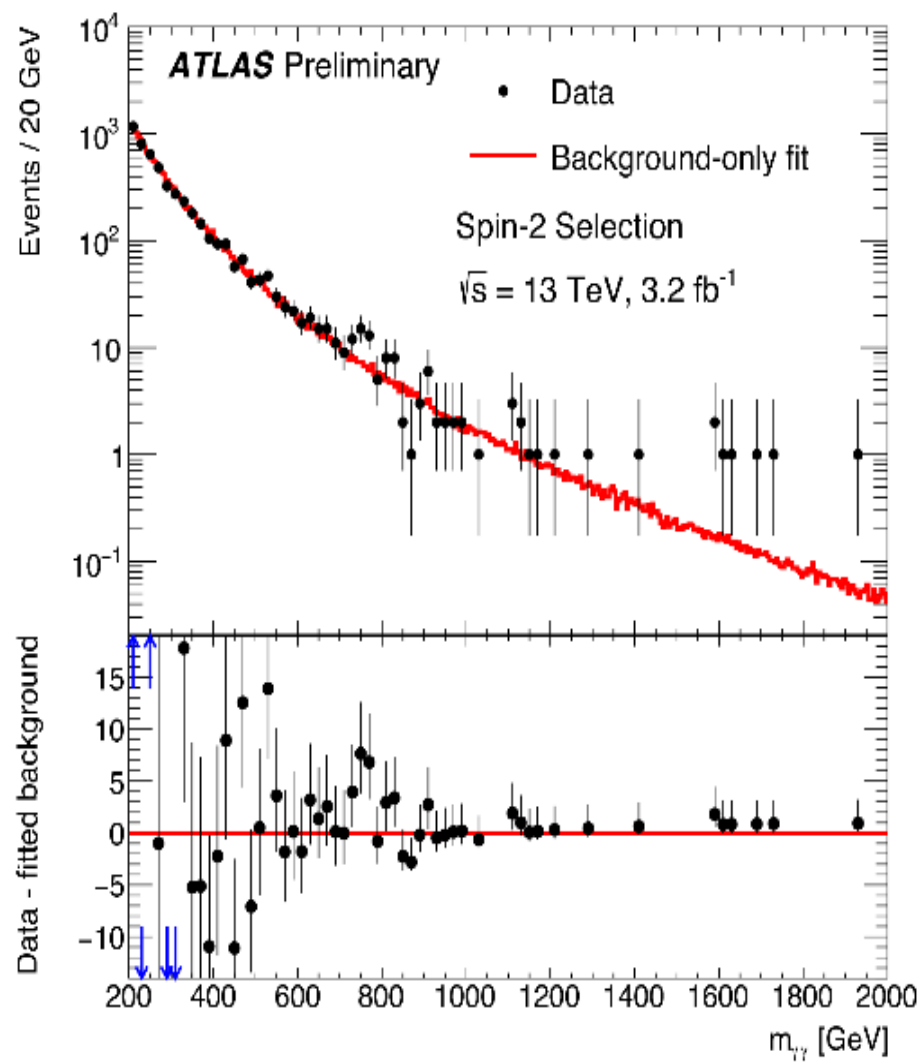 ATLAS Preliminary
Data
Background-only fit
Spin-2 Selection
√s = 13 TeV, 3.2 fb⁻¹
Events / 20 GeV
10⁴
10³
10²
10
1
10⁻¹
Data - fitted background
15
10
5
0
−5
−10
200 400 600 800 1000 1200 1400 1600 1800 2000
m_γγ [GeV]